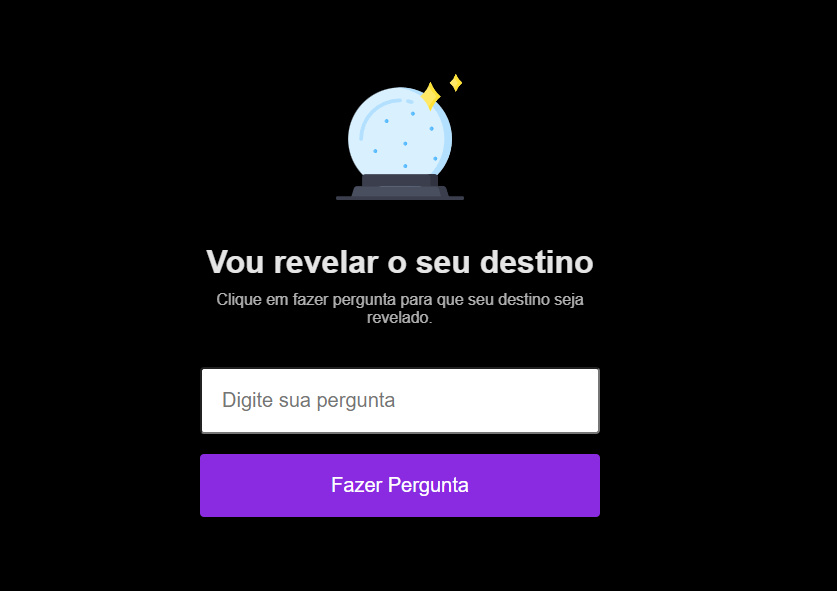 Vou revelar o seu destino
Clique em fazer pergunta para que seu destino seja
revelado.
Digite sua pergunta
Fazer Pergunta